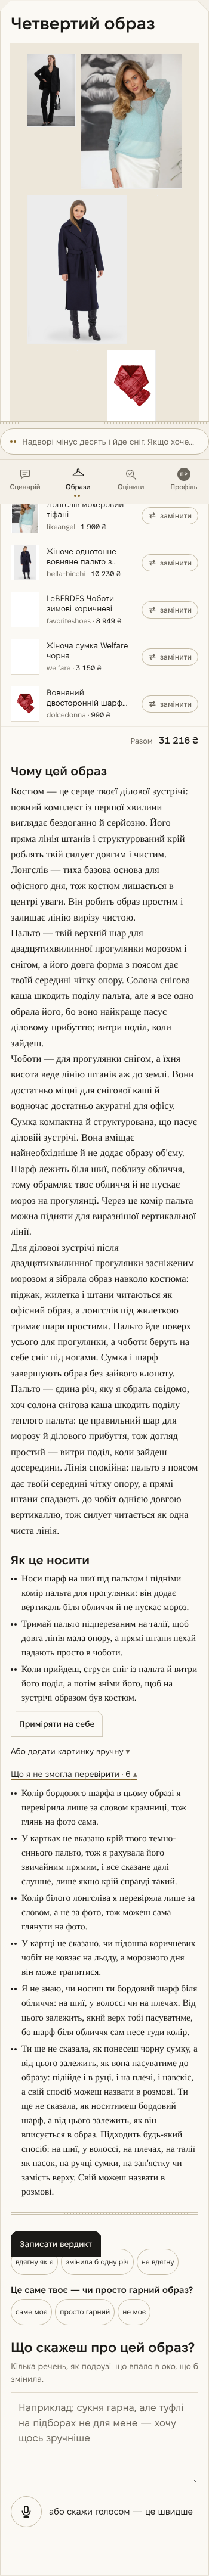 Четвертий образ
Надворі мінус десять і йде сніг. Якщо хоче...
Сценарій
Образи
Оцінити
Профіль
ПР
Лонгслів мохеровий
тіфані
likeangel · 1 900 ₴
замінити
Жіноче однотонне
вовняне пальто з...
bella-bicchi · 10 230 ₴
замінити
LeBERDES Чоботи
зимові коричневі
favoriteshoes · 8 949 ₴
замінити
Жіноча сумка Welfare
чорна
welfare · 3 150 ₴
замінити
Вовняний
двосторонній шарф...
dolcedonna · 990 ₴
замінити
Разом 31 216 ₴
Чому цей образ
Костюм — це якорь усієї ділової зустрічі:
повний комплект із першої хвилини
виглядає бездоганно й серйозно. Його
пряма лінія штанів і структурований крій
роблять твій силует довгим і чистим.
Лонгслів — тиха базова основа для
офісного дня, тож костюм лишається в
центрі уваги. Він робить образ простим і
залишає лінію вирізу чистою.
Пальто — твій верхній шар для
двадцятихвилинної прогулянки морозом і
снігом, а його довга форма з поясом дає
твоїй середині чітку опору. Солона снігова
каша шкодить подолу пальта, але я все одно
обрала його, бо воно найкраще пасує
діловому прибуттю; витри поділ, коли
зайдеш.
Чоботи — для прогулянки снігом, а їхня
висота веде лінію штанів аж до землі. Вони
достатньо міцні для снігової каші й
водночас достатньо акуратні для офісу.
Сумка компактна й структурована, що пасує
діловій зустрічі. Вона вміщає
найнеобхідніше й не додає образу об'єму.
Шарф лежить біля шиї, поблизу обличчя,
тому обрамляє твоє обличчя й не пускає
мороз на прогулянці. Через це комір пальта
можна підняти для виразнішої вертикальної
лінії.
Для ділової зустрічі після
двадцятихвилинної прогулянки засніженим
морозом я зібрала образ навколо костюма:
піджак, жилетка і штани читаються як
офісний образ, а лонгслів під жилеткою
тримає шари простими. Пальто йде поверх
усього для прогулянки, а чоботи беруть на
себе сніг під ногами. Сумка і шарф
завершують образ без зайвого клопоту.
Пальто — єдина річ, яку я обрала свідомо,
хоч солона снігова каша шкодить подолу
теплого пальта: це правильний шар для
морозу й ділового прибуття, тож догляд
простий — витри поділ, коли зайдеш
досередини. Лінія спокійна: пальто з поясом
дає твоїй середині чітку опору, а прямі
штани спадають до чобіт однією довгою
вертикаллю, тож силует читається як одна
чиста лінія.
Як це носити
Носи шарф на шиї під пальтом і підніми
комір пальта для прогулянки: він додає
вертикаль біля обличчя й не пускає мороз.
Тримай пальто підперезаним на талії, щоб
довга лінія мала опору, а прямі штани нехай
падають просто в чоботи.
Коли прийдеш, струси сніг із пальта й витри
його поділ, а потім зніми його, щоб на
зустрічі образом був костюм.
Приміряти на себе
Або додати картинку вручну ▾
Що я не змогла перевірити · 6 ▴
Колір бордового шарфа в цьому образі я
перевірила лише за словом крамниці, тож
глянь на фото сама.
У картках не вказано крій твого темно-
синього пальто, тож я рахувала його
звичайним прямим, і все сказане далі
слушне, лише якщо крій справді такий.
Колір білого лонгсліва я перевіряла лише за
словом, а не за фото, тож можеш сама
глянути на фото.
У картці не сказано, чи підошва коричневих
чобіт не ковзає на льоду, а морозного дня
він може трапитися.
Я не знаю, чи носиш ти бордовий шарф біля
обличчя: на шиї, у волоссі чи на плечах. Від
цього залежить, який верх тобі пасуватиме,
бо шарф біля обличчя сам несе туди колір.
Ти ще не сказала, як понесеш чорну сумку, а
від цього залежить, як вона пасуватиме до
образу: підійде і в руці, і на плечі, і навскіс,
а свій спосіб можеш назвати в розмові. Ти
ще не сказала, як носитимеш бордовий
шарф, а від цього залежить, як він
вписується в образ. Підходить будь-який
спосіб: на шиї, у волоссі, на плечах, на талії
як пасок, на ручці сумки, на зап'ястку чи
замість верху. Свій можеш назвати в
розмові.
Записати вердикт
вдягну як є
змінила б одну річ
не вдягну
Це саме твоє — чи просто гарний образ?
саме моє
просто гарний
не моє
Що скажеш про цей образ?
Кілька речень, як подрузі: що впало в око, що б
змінила.
Наприклад: сукня гарна, але туфлі
на підборах не для мене — хочу
щось зручніше
або скажи голосом — це швидше